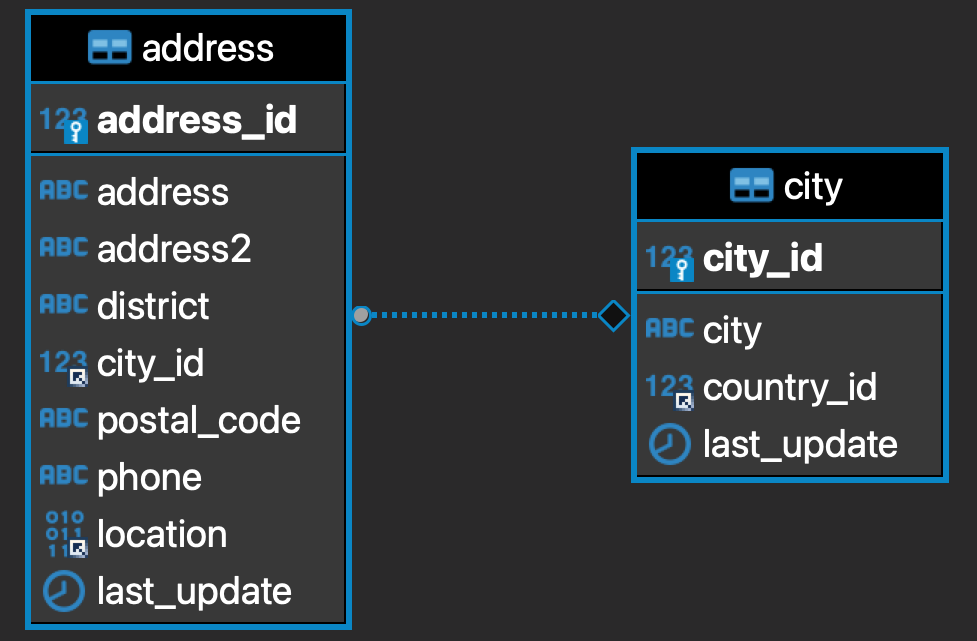 address
123 address_id
ABC address
ABC address2
ABC district
123 city_id
ABC postal_code
ABC phone
010 011 11 location
last_update
city
123 city_id
ABC city
123 country_id
last_update